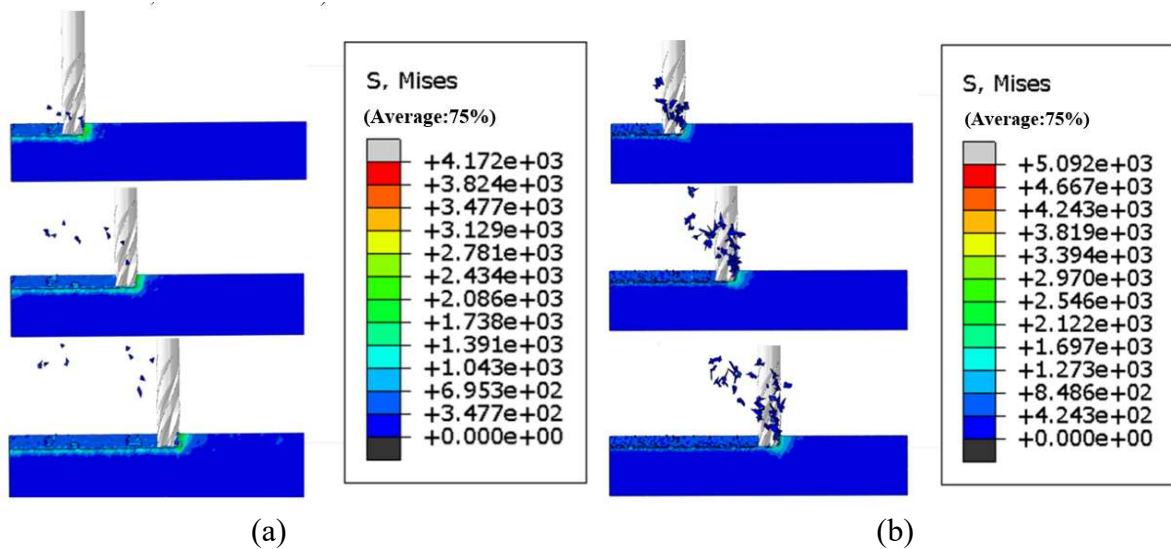 S, Mises
(Average:75%)
+4.172e+03
+3.824e+03
+3.477e+03
+3.129e+03
+2.781e+03
+2.434e+03
+2.086e+03
+1.738e+03
+1.391e+03
+1.043e+03
+6.953e+02
+3.477e+02
+0.000e+00
(a)
S, Mises
(Average:75%)
+5.092e+03
+4.667e+03
+4.243e+03
+3.819e+03
+3.394e+03
+2.970e+03
+2.546e+03
+2.122e+03
+1.697e+03
+1.273e+03
+8.486e+02
+4.243e+02
+0.000e+00
(b)